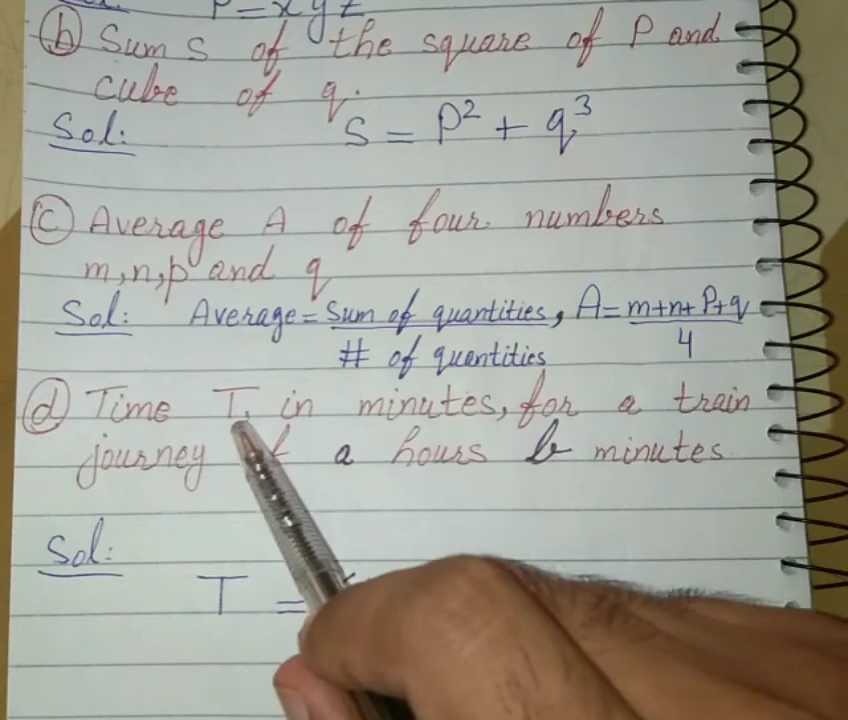 P = xyz
(b) Sum S of the square of P and
cube of q.
Sol: S = P² + q³
(c) Average A of four numbers
m,n,p and q
Sol: Average = Sum of quantities / # of quantities, A = m+n+P+q / 4
(d) Time T, in minutes, for a train
journey a hours b minutes
Sol:
T =